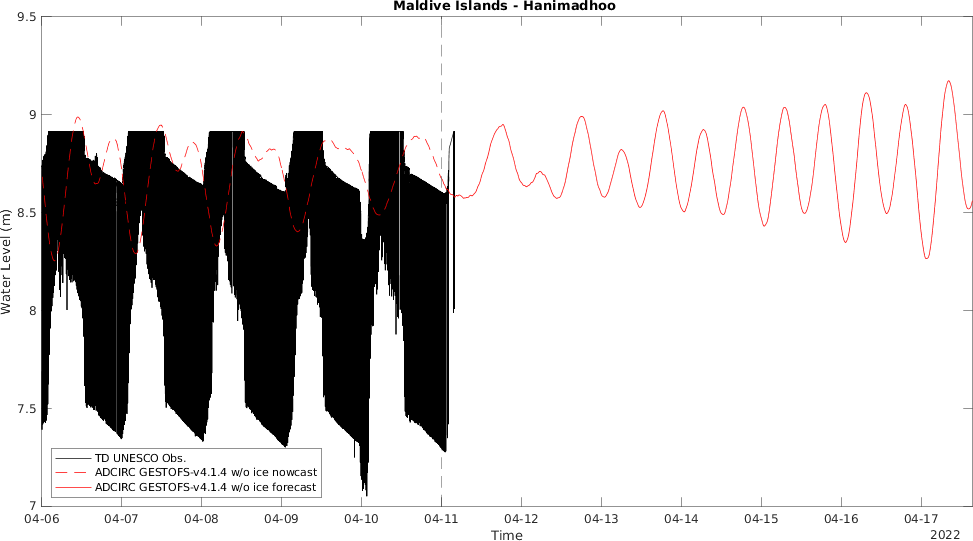 Maldive Islands - Hanimadhoo
9.5
9
8.5
8
7.5
7
Water Level (m)
TD UNESCO Obs.
ADCIRC GESTOFS-v4.1.4 w/o ice nowcast
ADCIRC GESTOFS-v4.1.4 w/o ice forecast
04-06 04-07 04-08 04-09 04-10 04-11 04-12 04-13 04-14 04-15 04-16 04-17
Time
2022